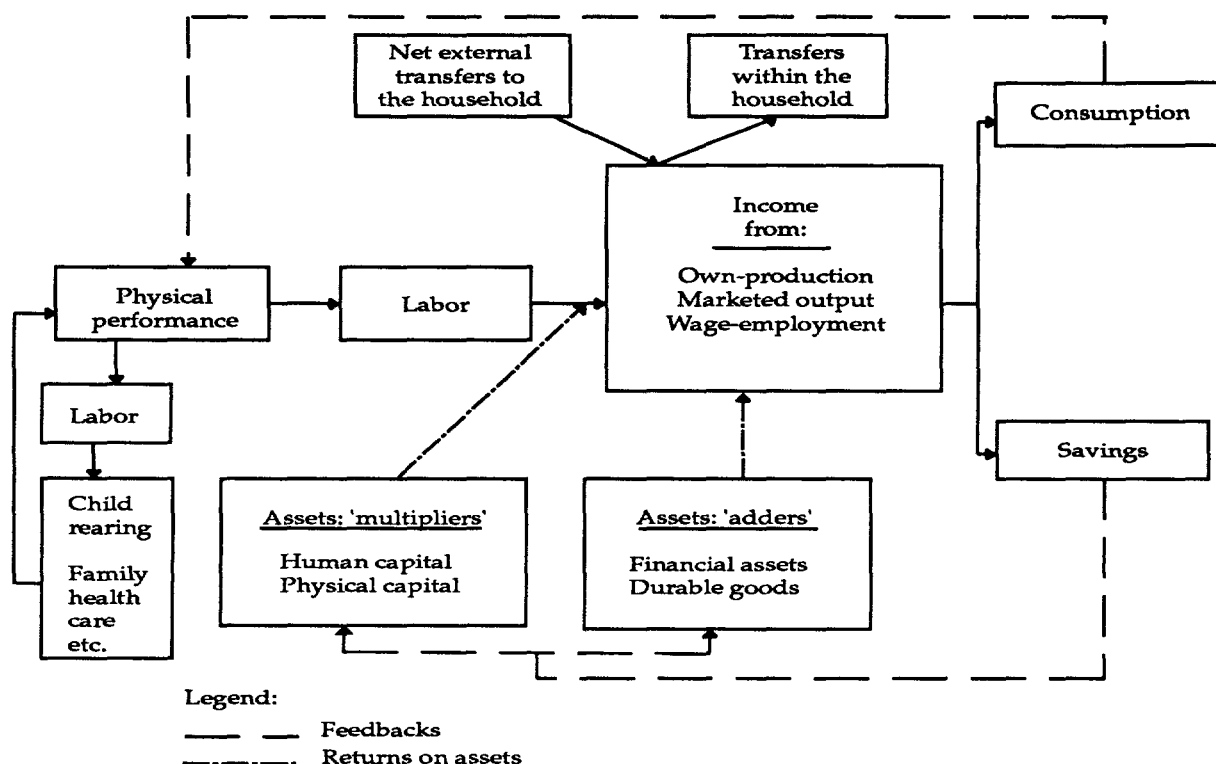 Net external
transfers to
the household
Transfers
within the
household
Consumption
Income
from:
Own-production
Marketed output
Wage-employment
Physical
performance
Labor
Labor
Child
rearing
Family
health
care
etc.
Assets: 'multipliers'
Human capital
Physical capital
Assets: 'adders'
Financial assets
Durable goods
Savings
Legend:
Feedbacks
Returns on assets